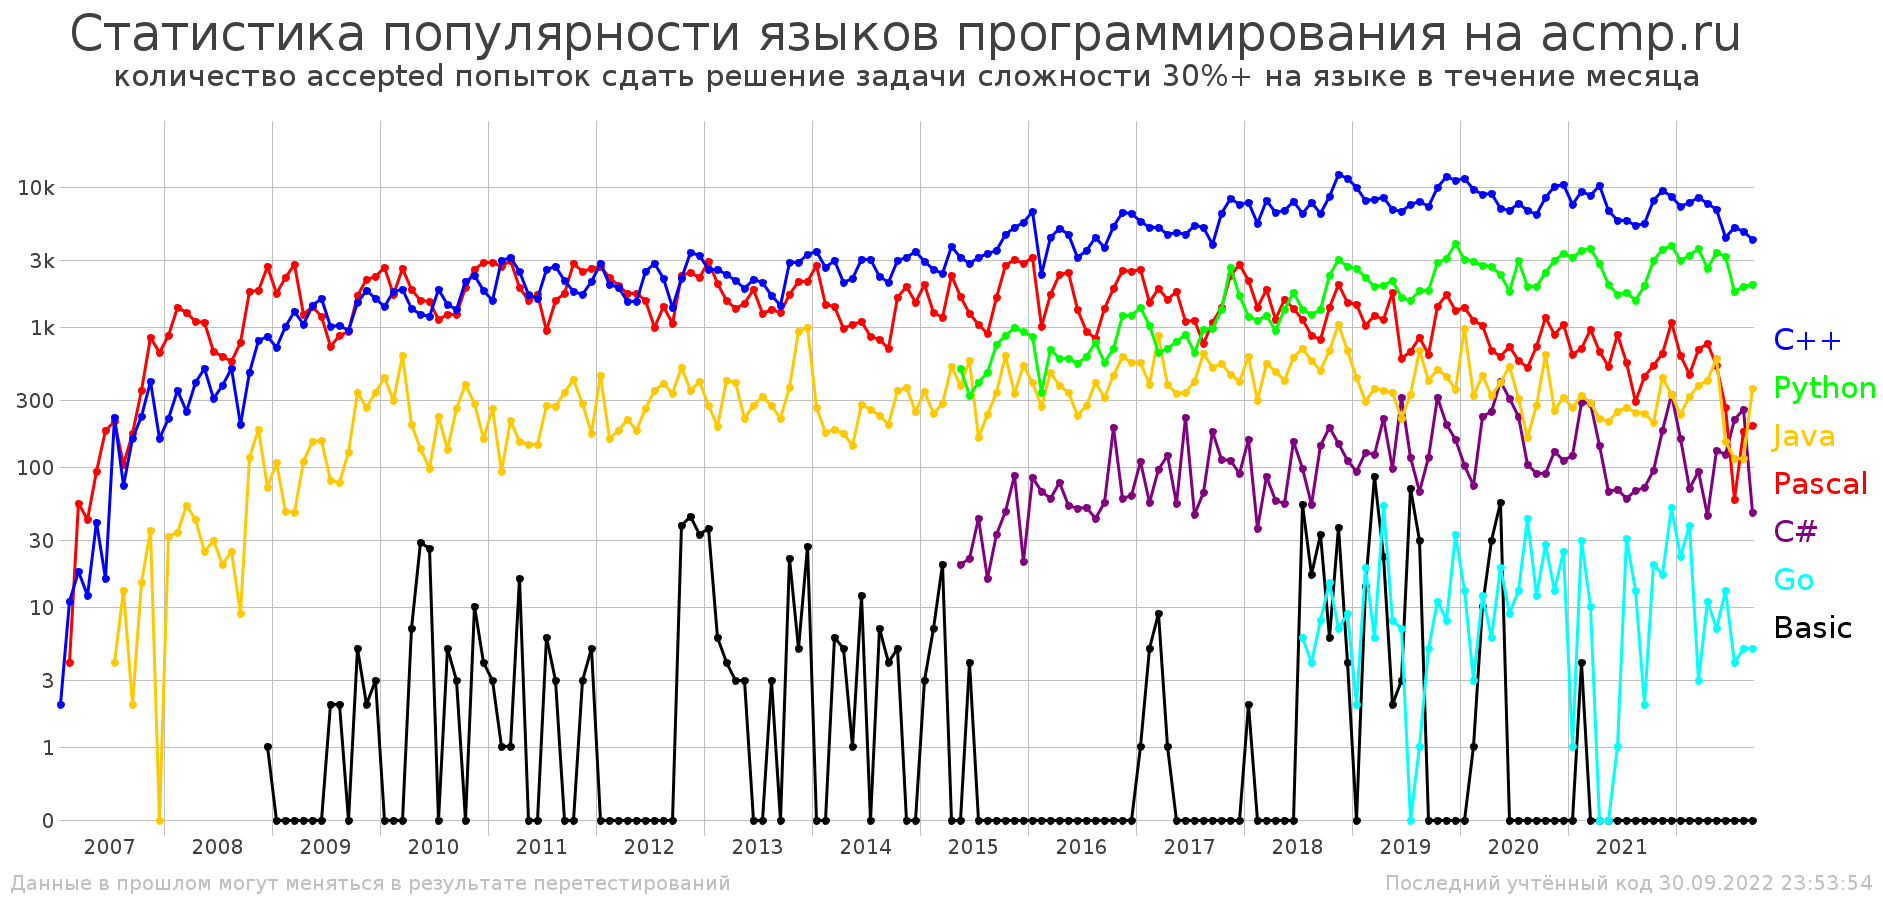 Статистика популярности языков программирования на acmp.ru
количество accepted попыток сдать решение задачи сложности 30%+ на языке в течение месяца
10k
3k
1k
300
100
30
10
3
1
0
C++
Python
Java
Pascal
C#
Go
Basic
2007 2008 2009 2010 2011 2012 2013 2014 2015 2016 2017 2018 2019 2020 2021
Данные в прошлом могут меняться в результате перетестирований
Последний учтённый код 30.09.2022 23:53:54